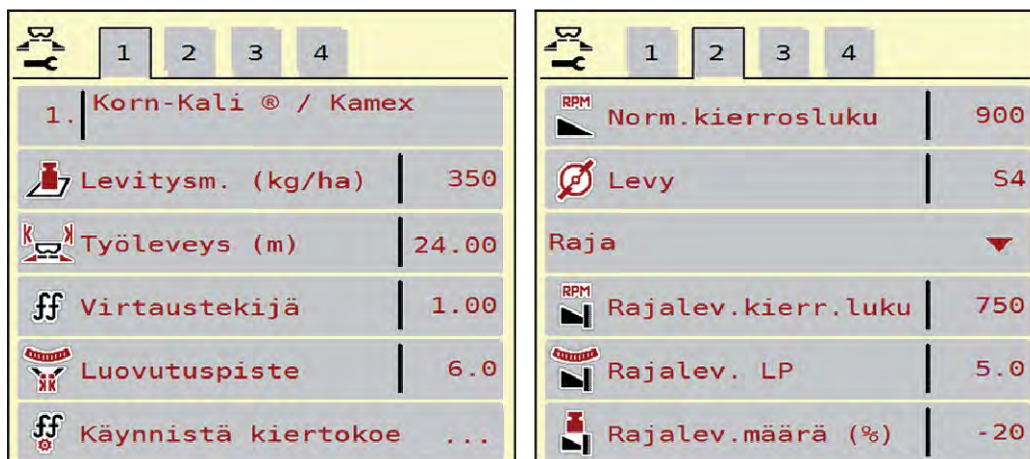 1 2 3 4
1. Korn-Kali ® / Kamex
Levitysm. (kg/ha) 350
Työleveys (m) 24.00
Virtaustekijä 1.00
Luovutuspiste 6.0
Käynnistä kiertokoe ...
1 2 3 4
RPM Norm.kierrosluku 900
Levy S4
Raja
RPM Rajalev.kierr.luku 750
Rajalev. LP 5.0
Rajalev.määrä (%) -20